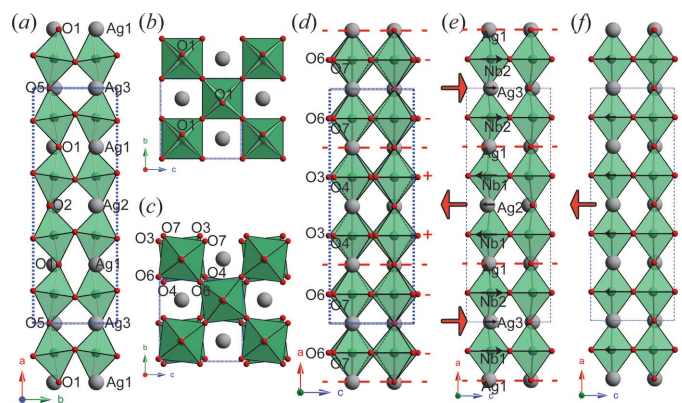 (a)
O1 Ag1
O5 Ag3
O1 Ag1
O2 Ag2
O1 Ag1
O5 Ag3
O1 Ag1
a
b
(b)
O1
O1
O1
b
c
(c)
O7 O3
O3 O7
O6 O4
O4 O6
b
c
(d)
O6
O7
O6
O7
O3
O4
O3
O4
O6
O7
O6
O7
a
c
(e)
Ag1
Nb2
Ag3
Nb2
Ag1
Nb1
Ag2
Nb1
Ag1
Nb2
Ag3
Nb1
Ag1
a
c
(f)
a
c